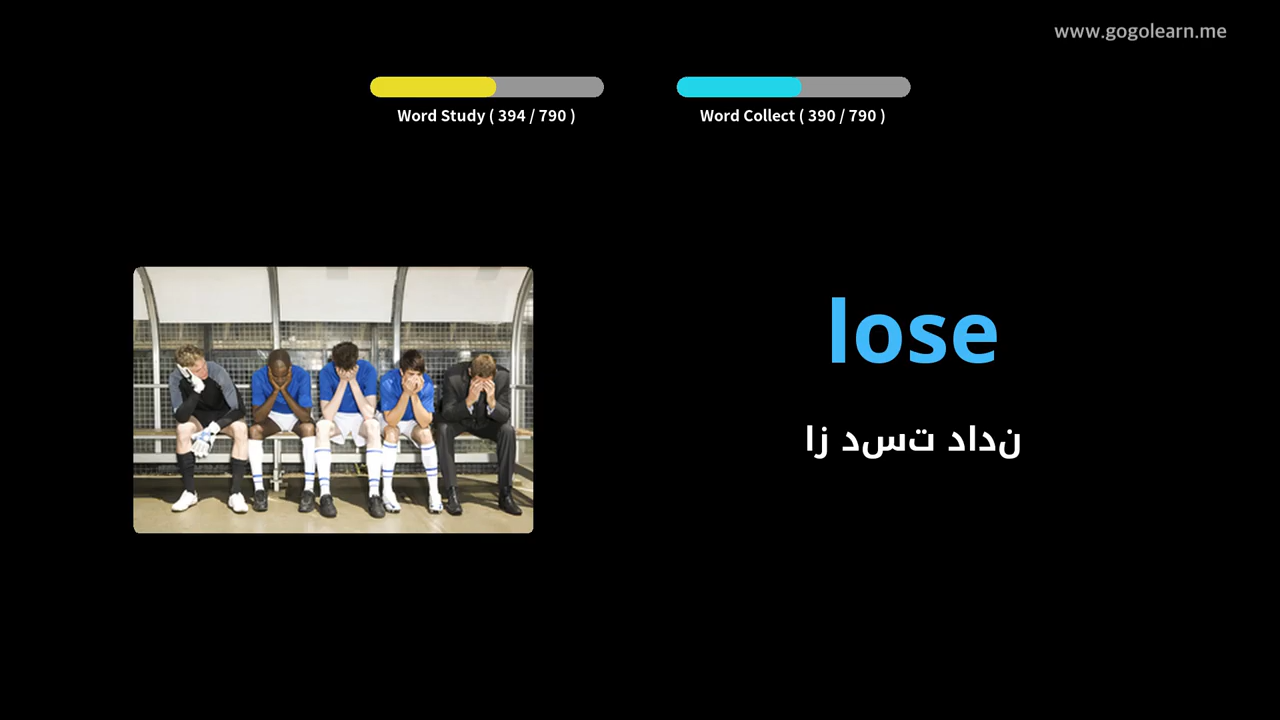 www.gogolearn.me
Word Study ( 394 / 790 )
Word Collect ( 390 / 790 )
lose
از دست دادن